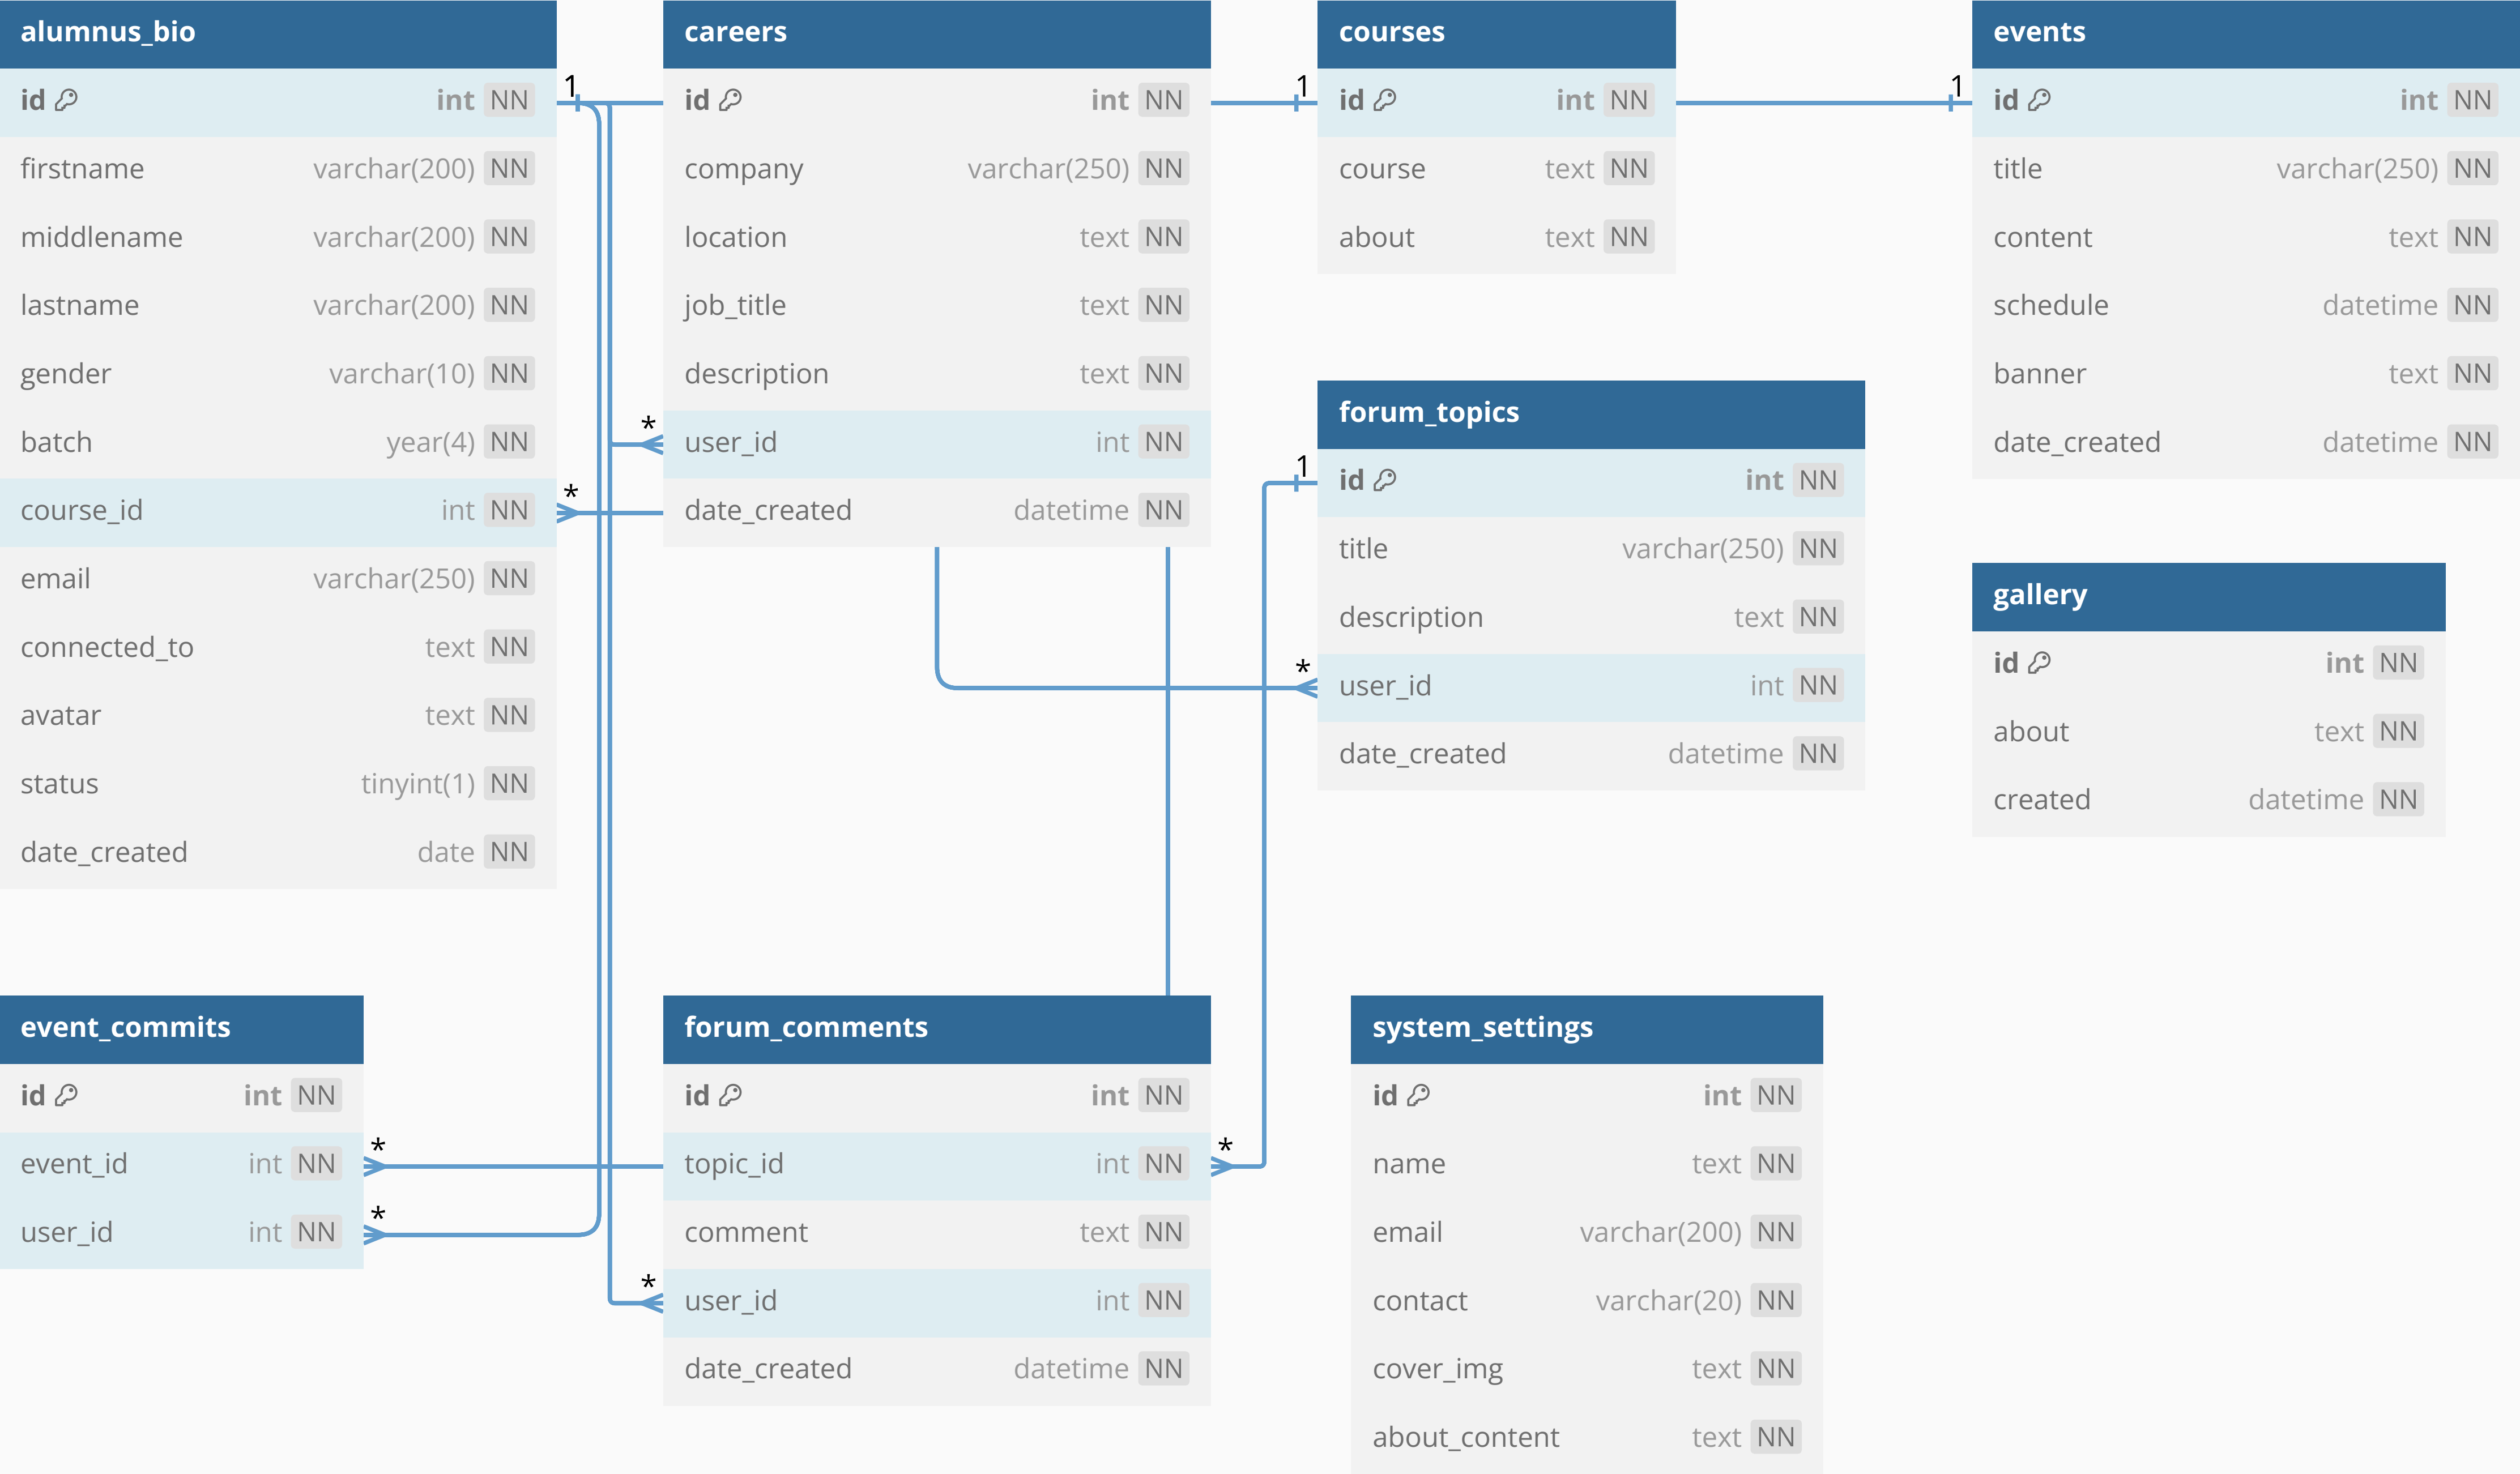 alumnus_bio
id int NN
firstname varchar(200) NN
middlename varchar(200) NN
lastname varchar(200) NN
gender varchar(10) NN
batch year(4) NN
course_id int NN
email varchar(250) NN
connected_to text NN
avatar text NN
status tinyint(1) NN
date_created date NN
1
*
careers
id int NN
company varchar(250) NN
location text NN
job_title text NN
description text NN
* user_id int NN
date_created datetime NN
1
courses
id int NN
course text NN
about text NN
1
events
id int NN
title varchar(250) NN
content text NN
schedule datetime NN
banner text NN
date_created datetime NN
forum_topics
1
id int NN
title varchar(250) NN
description text NN
* user_id int NN
date_created datetime NN
gallery
id int NN
about text NN
created datetime NN
event_commits
id int NN
event_id int NN *
user_id int NN *
forum_comments
id int NN
topic_id int NN *
comment text NN
* user_id int NN
date_created datetime NN
system_settings
id int NN
name text NN
email varchar(200) NN
contact varchar(20) NN
cover_img text NN
about_content text NN